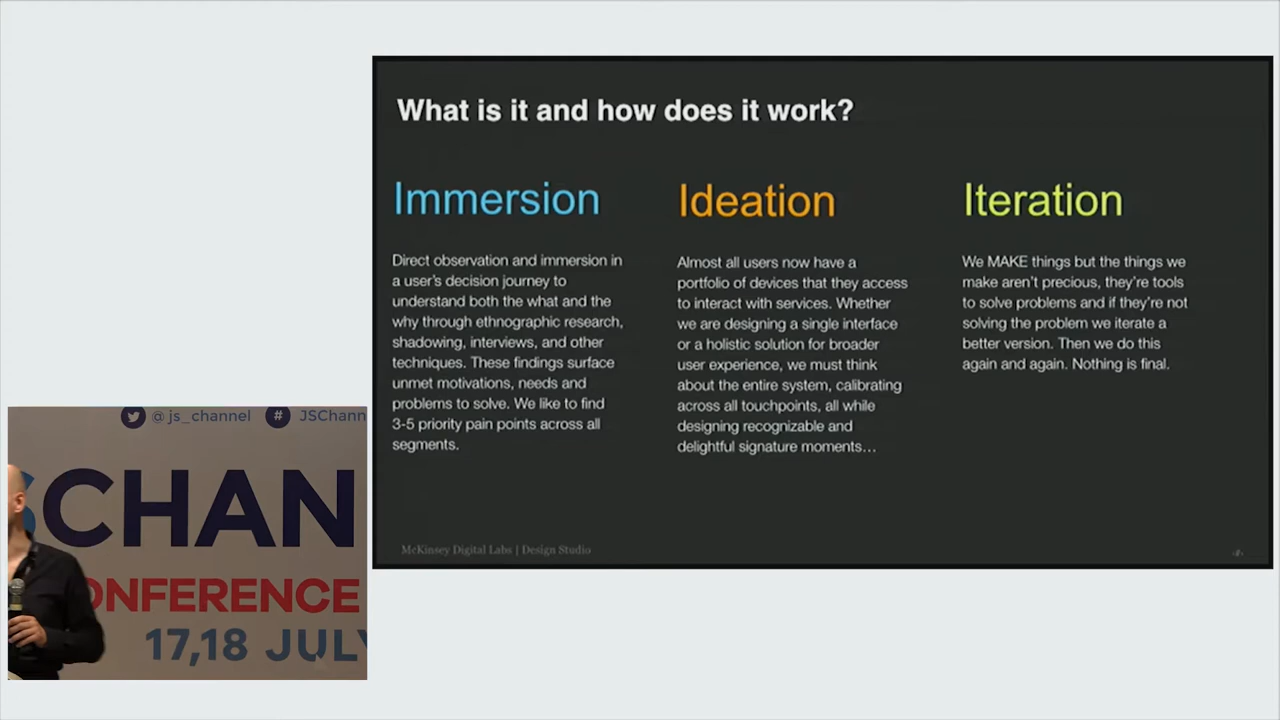 What is it and how does it work?
Immersion
Direct observation and immersion in
a user's decision journey to
understand both the what and the
why through ethnographic research,
shadowing, interviews, and other
techniques. These findings surface
unmet motivations, needs and
problems to solve. We like to find
3-5 priority pain points across all
segments.
Ideation
Almost all users now have a
portfolio of devices that they access
to interact with services. Whether
we are designing a single interface
or a holistic solution for broader
user experience, we must think
about the entire system, calibrating
across all touchpoints, all while
designing recognizable and
delightful signature moments…
Iteration
We MAKE things but the things we
make aren't precious, they're tools
to solve problems and if they're not
solving the problem we iterate a
better version. Then we do this
again and again. Nothing is final.
McKinsey Digital Labs | Design Studio
@js_channel # JSChann
SCHAN
ONFERENCE
17,18 JULY